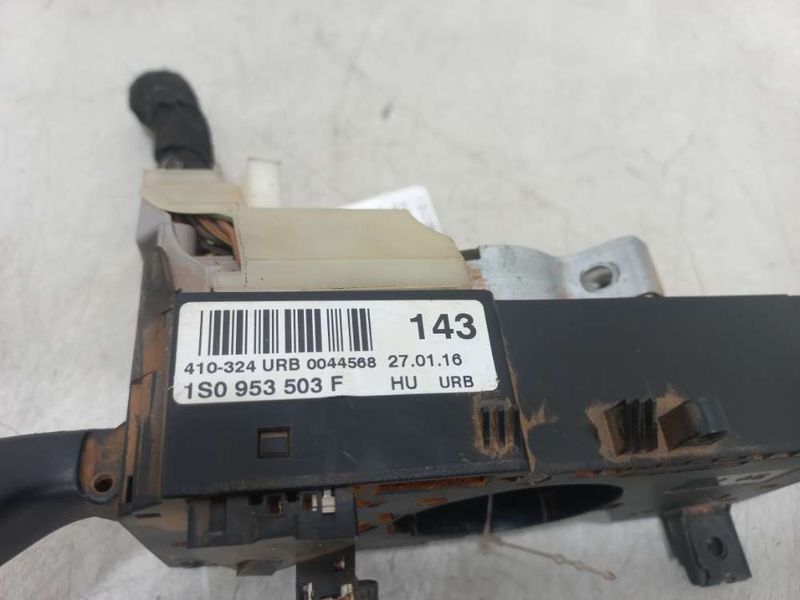 143
410-324 URB 0044568 27.01.16
1S0 953 503 F HU URB